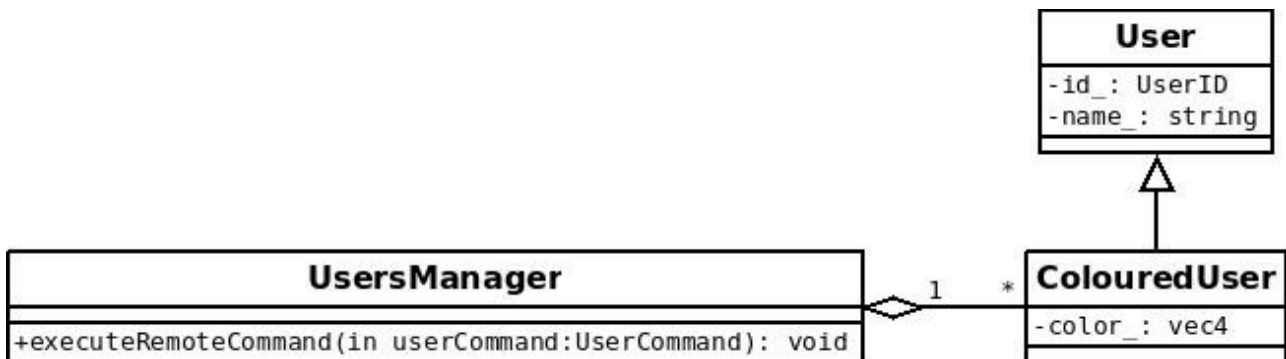 User
-id_: UserID
-name_: string
UsersManager
1
*
ColouredUser
+executeRemoteCommand(in userCommand:UserCommand): void
-color_: vec4